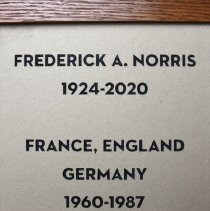 FREDERICK A. NORRIS
1924-2020
FRANCE, ENGLAND
GERMANY
1960-1987